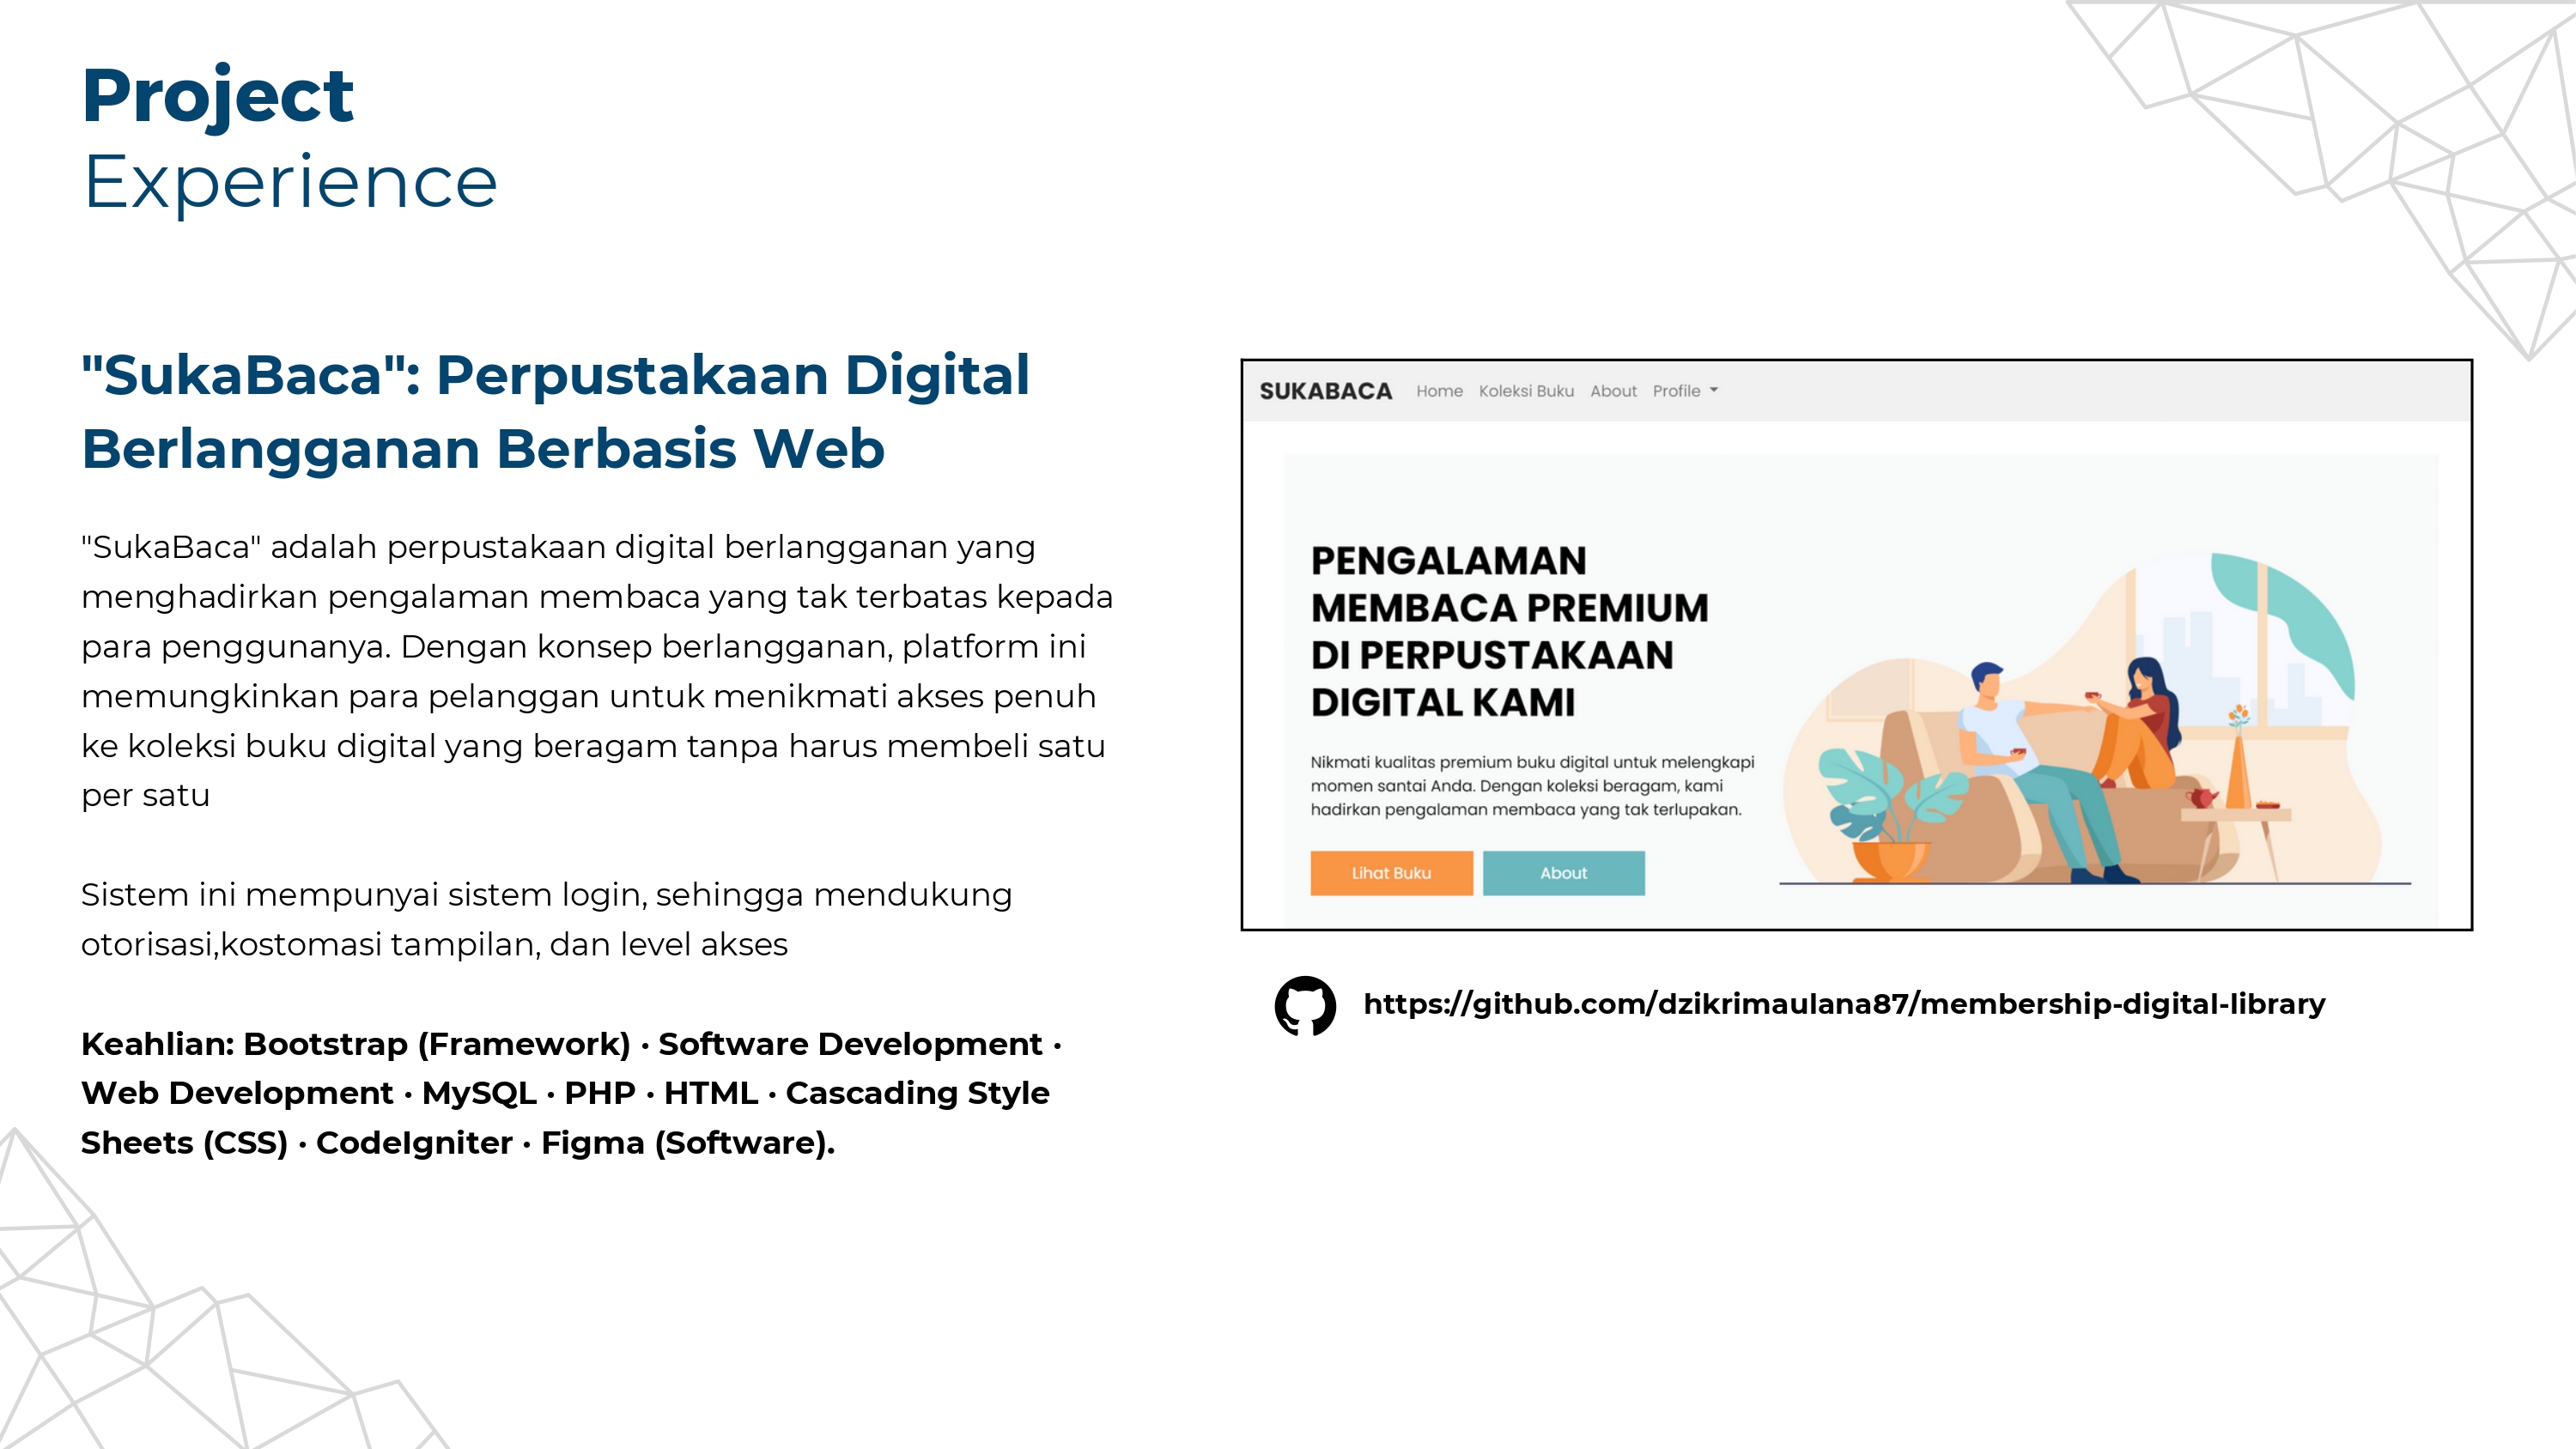 Project
Experience
"SukaBaca": Perpustakaan Digital
Berlangganan Berbasis Web
"SukaBaca" adalah perpustakaan digital berlangganan yang
menghadirkan pengalaman membaca yang tak terbatas kepada
para penggunanya. Dengan konsep berlangganan, platform ini
memungkinkan para pelanggan untuk menikmati akses penuh
ke koleksi buku digital yang beragam tanpa harus membeli satu
per satu
Sistem ini mempunyai sistem login, sehingga mendukung
otorisasi,kostomasi tampilan, dan level akses
Keahlian: Bootstrap (Framework) · Software Development ·
Web Development · MySQL · PHP · HTML · Cascading Style
Sheets (CSS) · CodeIgniter · Figma (Software).
SUKABACA Home Koleksi Buku About Profile
PENGALAMAN
MEMBACA PREMIUM
DI PERPUSTAKAAN
DIGITAL KAMI
Nikmati kualitas premium buku digital untuk melengkapi
momen santai Anda. Dengan koleksi beragam, kami
hadirkan pengalaman membaca yang tak terlupakan.
Lihat Buku About
https://github.com/dzikrimaulana87/membership-digital-library